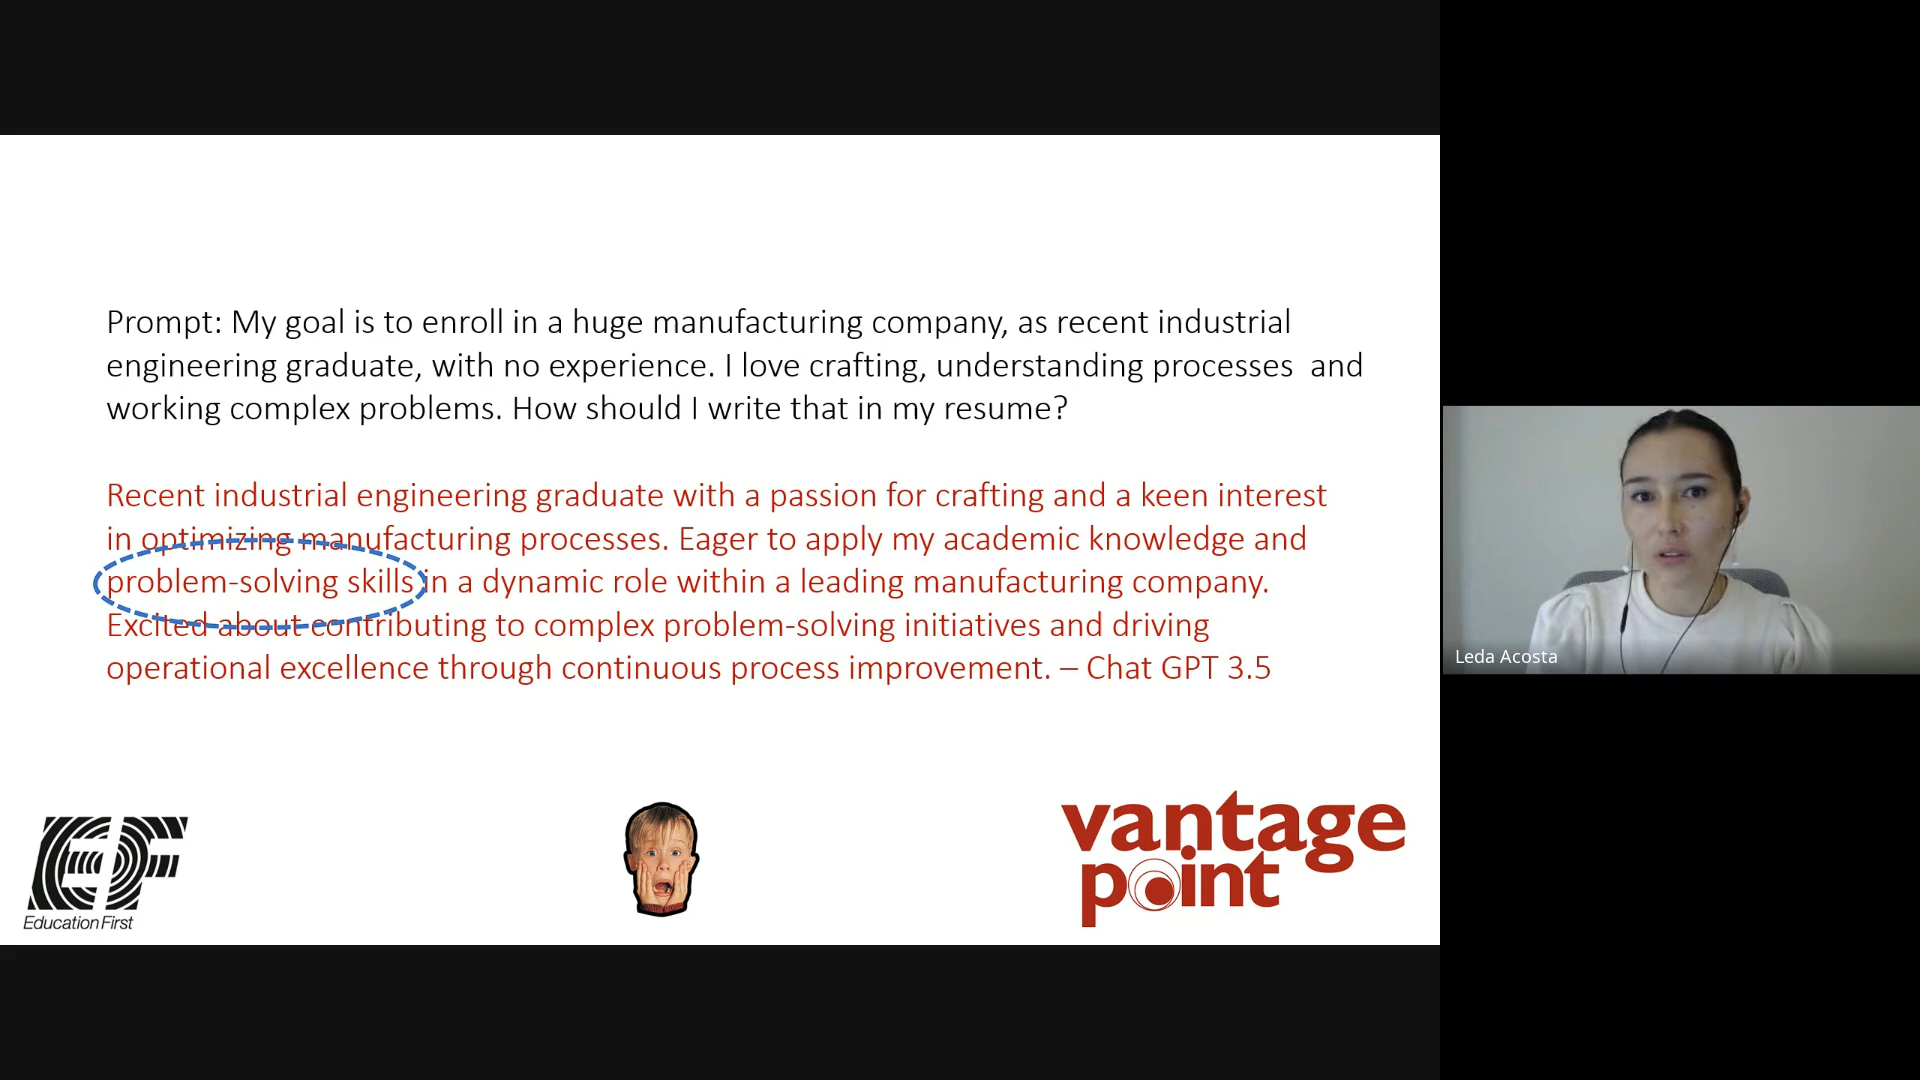 Prompt: My goal is to enroll in a huge manufacturing company, as recent industrial
engineering graduate, with no experience. I love crafting, understanding processes  and
working complex problems. How should I write that in my resume?
Recent industrial engineering graduate with a passion for crafting and a keen interest
in optimizing manufacturing processes. Eager to apply my academic knowledge and
problem-solving skills in a dynamic role within a leading manufacturing company.
Excited about contributing to complex problem-solving initiatives and driving
operational excellence through continuous process improvement. – Chat GPT 3.5
Leda Acosta
EF
Education First
vantage
point